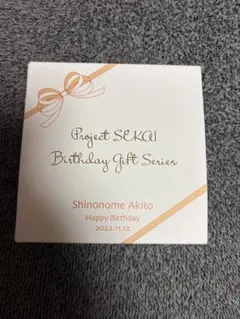 Project SEKAI
Birthday Gift Series
Shinonome Akito
Happy Birthday
2022.11.12